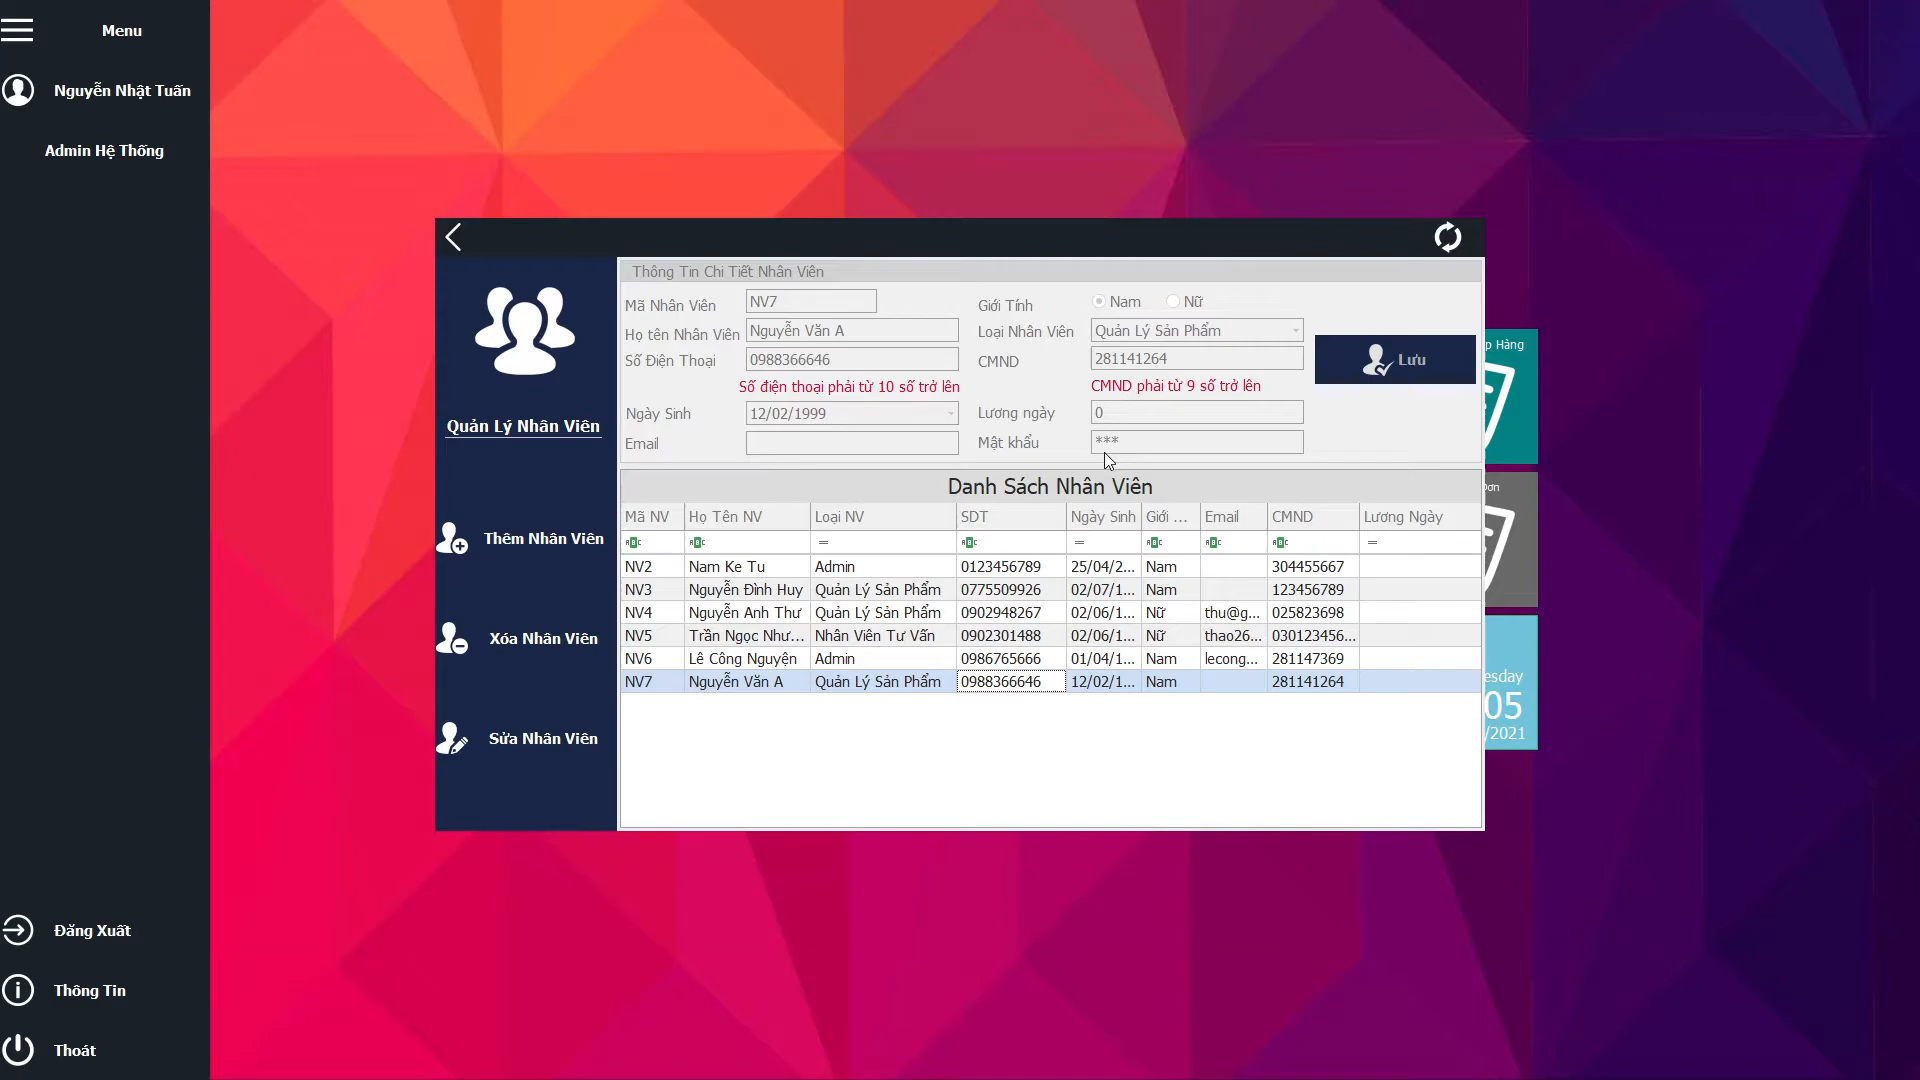 Menu
Nguyễn Nhật Tuấn
Admin Hệ Thống
Thông Tin Chi Tiết Nhân Viên
Mã Nhân Viên NV7 Giới Tính Nam Nữ
Họ tên Nhân Viên Nguyễn Văn A Loại Nhân Viên Quản Lý Sản Phẩm
Số Điện Thoại 0988366646 CMND 281141264
Lưu
Số điện thoại phải từ 10 số trở lên CMND phải từ 9 số trở lên
Ngày Sinh 12/02/1999 Lương ngày 0
Email Mật khẩu ***
Quản Lý Nhân Viên
Thêm Nhân Viên
Xóa Nhân Viên
Sửa Nhân Viên
Danh Sách Nhân Viên
Mã NV Họ Tên NV Loại NV SDT Ngày Sinh Giới ... Email CMND Lương Ngày
NV2 Nam Ke Tu Admin 0123456789 25/04/2... Nam 304455667
NV3 Nguyễn Đình Huy Quản Lý Sản Phẩm 0775509926 02/07/1... Nam 123456789
NV4 Nguyễn Anh Thư Quản Lý Sản Phẩm 0902948267 02/06/1... Nữ thu@g... 025823698
NV5 Trần Ngọc Như... Nhân Viên Tư Vấn 0902301488 02/06/1... Nữ thao26... 030123456...
NV6 Lê Công Nguyện Admin 0986765666 01/04/1... Nam lecong... 281147369
NV7 Nguyễn Văn A Quản Lý Sản Phẩm 0988366646 12/02/1... Nam 281141264
p Hàng
Đơn
esday
05
/2021
Đăng Xuất
Thông Tin
Thoát